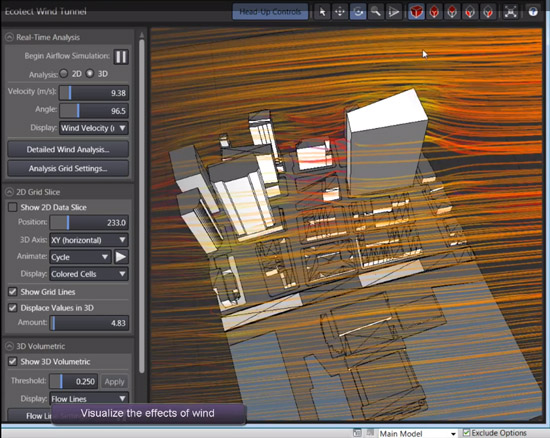 Ecotect Wind Tunnel
Head-Up Controls
Real-Time Analysis
Begin Airflow Simulation:
Analysis: 2D 3D
Velocity (m/s): 9.38
Angle: 96.5
Display: Wind Velocity (
Detailed Wind Analysis...
Analysis Grid Settings...
2D Grid Slice
Show 2D Data Slice
Position: 233.0
3D Axis: XY (horizontal)
Animate: Cycle
Display: Colored Cells
Show Grid Lines
Displace Values in 3D
Amount: 4.83
3D Volumetric
Show 3D Volumetric
Threshold: 0.250 Apply
Display: Flow Lines
Flow Lin
Visualize the effects of wind
Main Model
Exclude Options